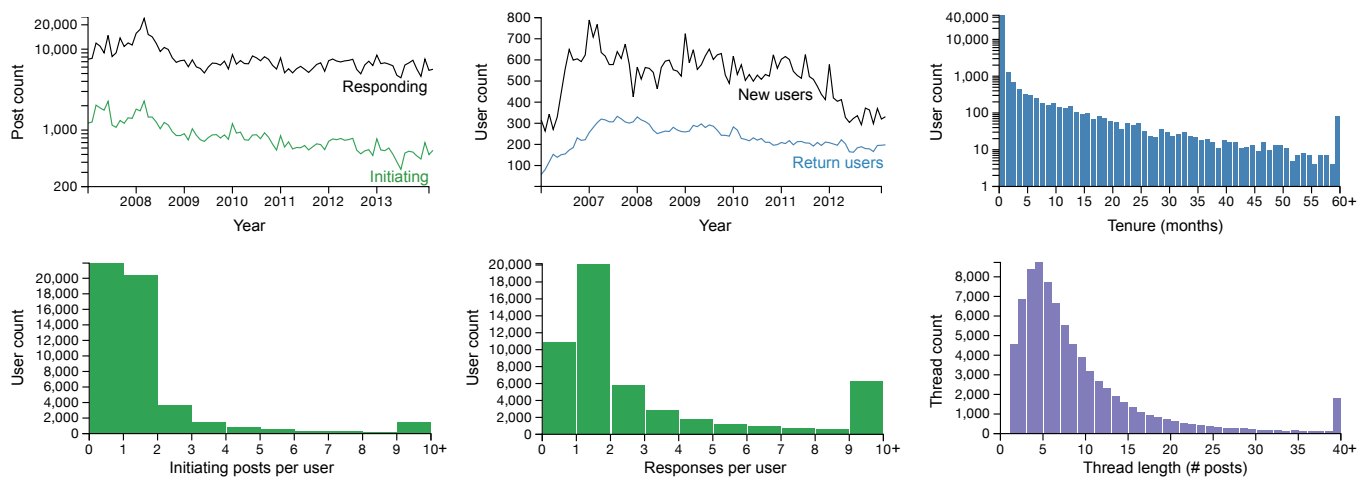 Post count
20,000
10,000
1,000
200
Responding
Initiating
2008 2009 2010 2011 2012 2013
Year
User count
800
700
600
500
400
300
200
100
New users
Return users
2007 2008 2009 2010 2011 2012
Year
User count
40,000
10,000
1,000
100
10
1
0 5 10 15 20 25 30 35 40 45 50 55 60+
Tenure (months)
User count
20,000
18,000
16,000
14,000
12,000
10,000
8,000
6,000
4,000
2,000
0
0 1 2 3 4 5 6 7 8 9 10+
Initiating posts per user
User count
20,000
18,000
16,000
14,000
12,000
10,000
8,000
6,000
4,000
2,000
0
0 1 2 3 4 5 6 7 8 9 10+
Responses per user
Thread count
8,000
7,000
6,000
5,000
4,000
3,000
2,000
1,000
0
0 5 10 15 20 25 30 35 40+
Thread length (# posts)